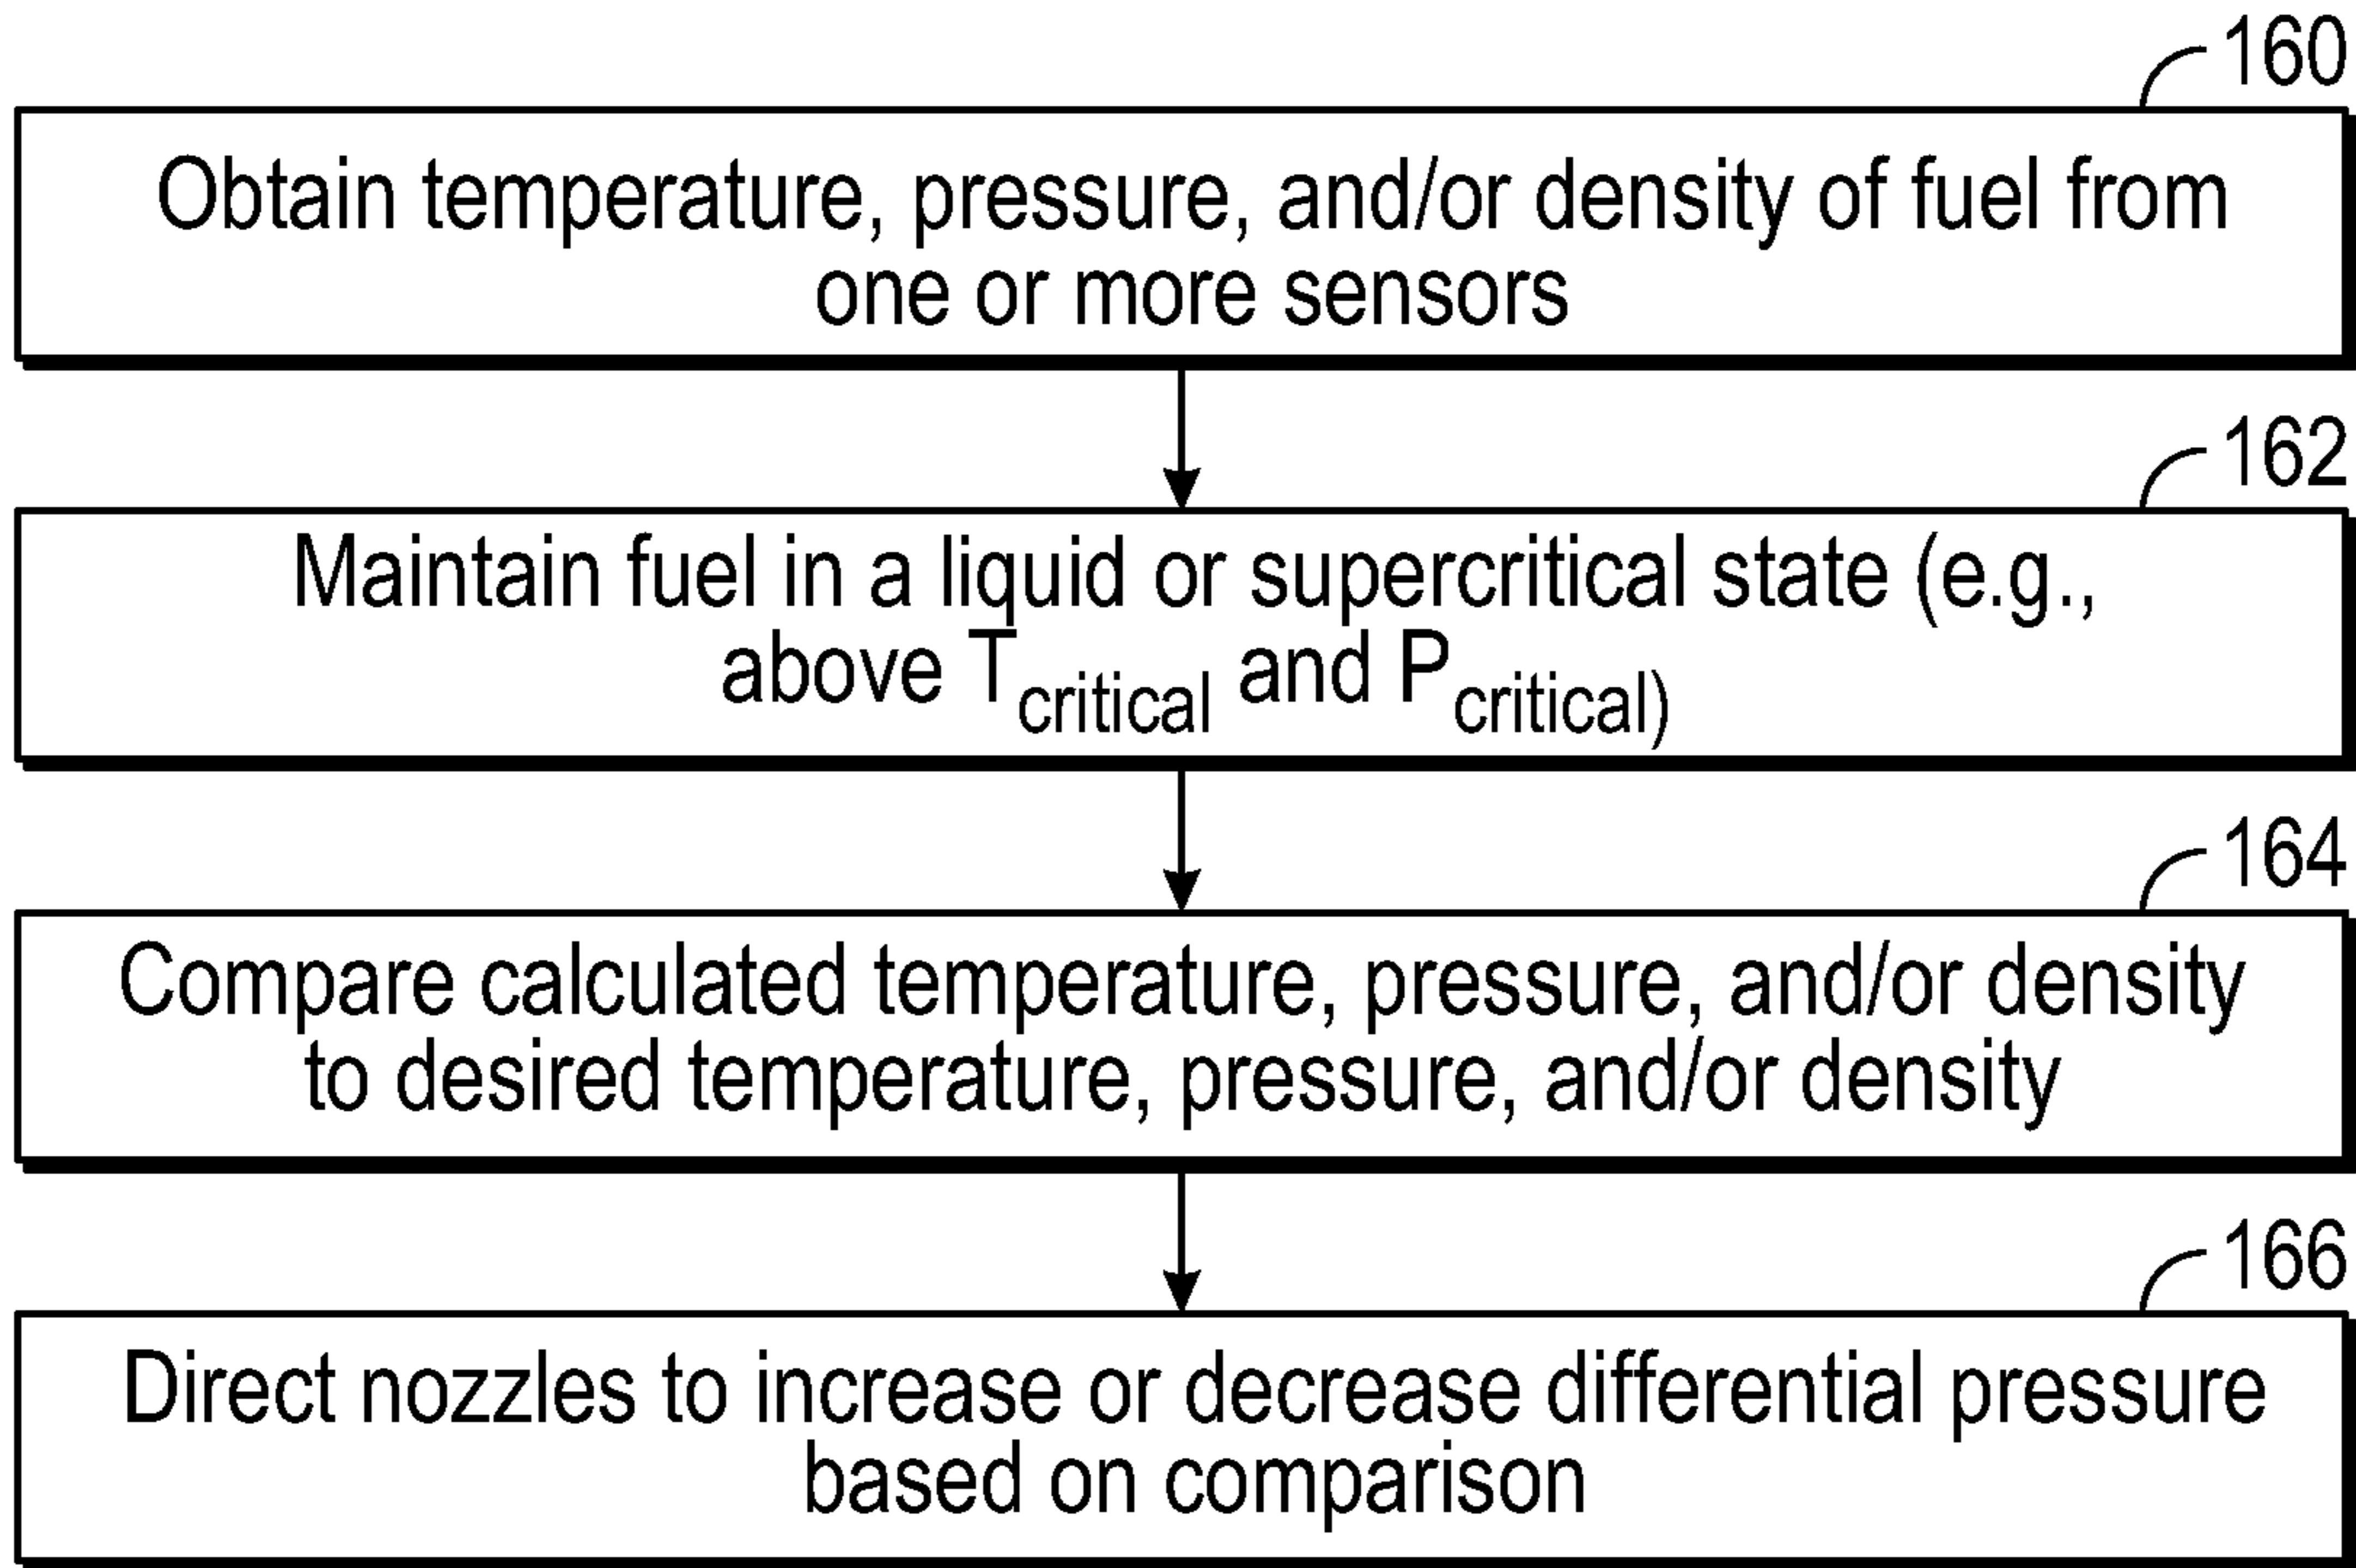 160
Obtain temperature, pressure, and/or density of fuel from
one or more sensors
162
Maintain fuel in a liquid or supercritical state (e.g.,
above Tcritical and Pcritical)
164
Compare calculated temperature, pressure, and/or density
to desired temperature, pressure, and/or density
166
Direct nozzles to increase or decrease differential pressure
based on comparison